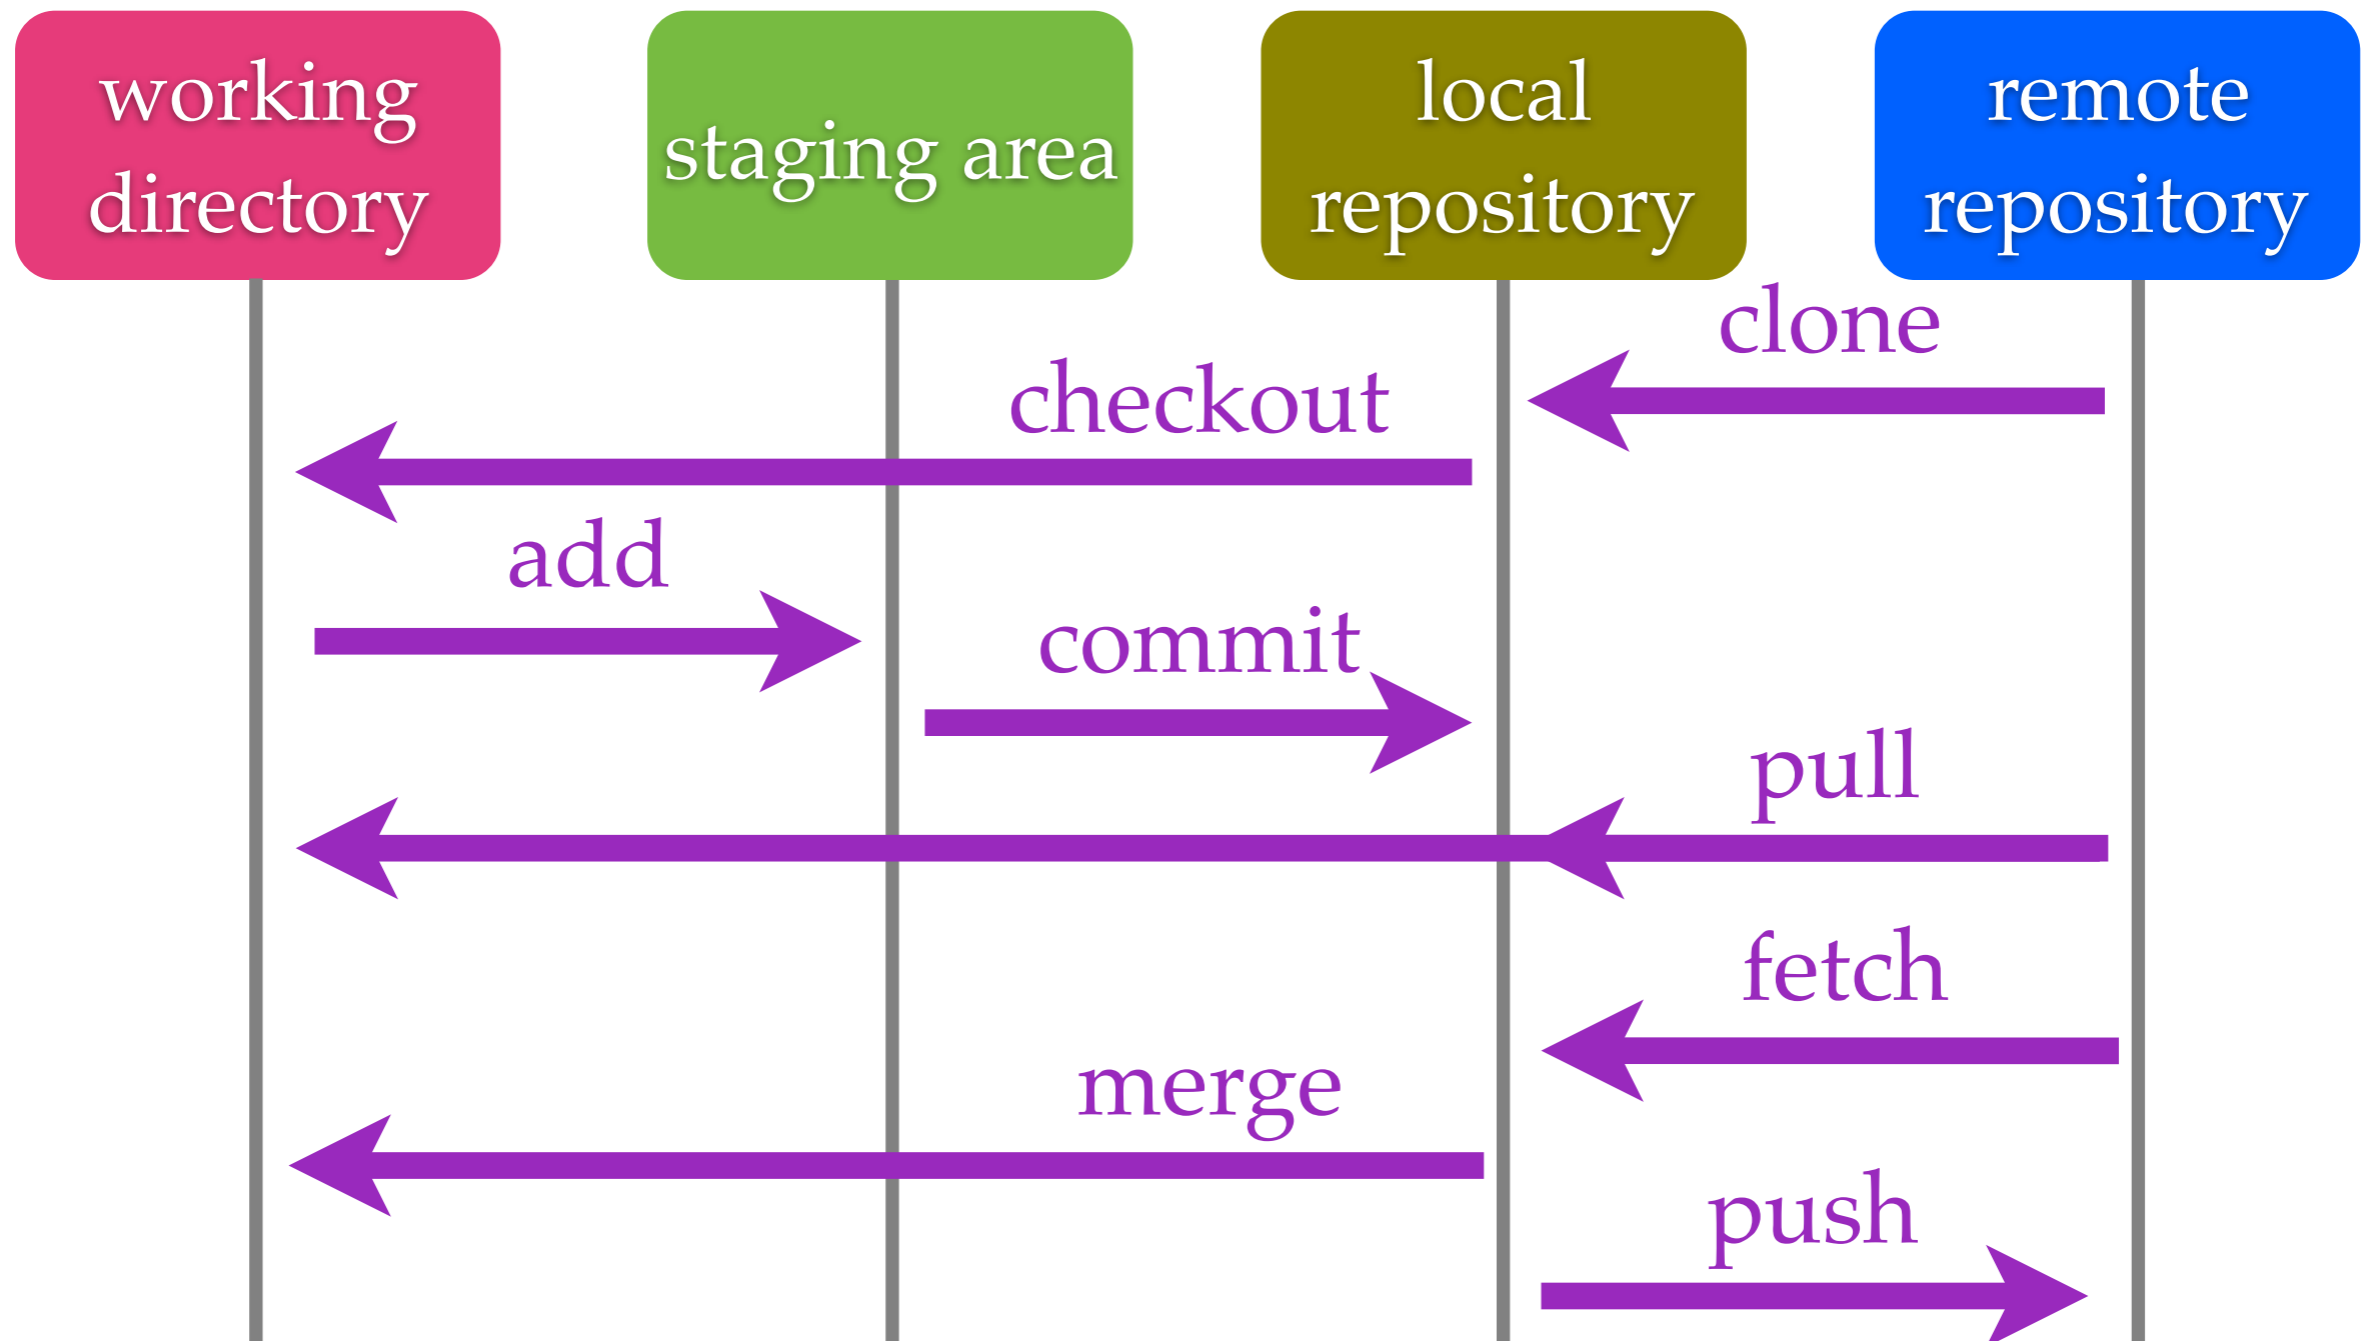 working
directory
staging area
local
repository
remote
repository
clone
checkout
add
commit
pull
fetch
merge
push